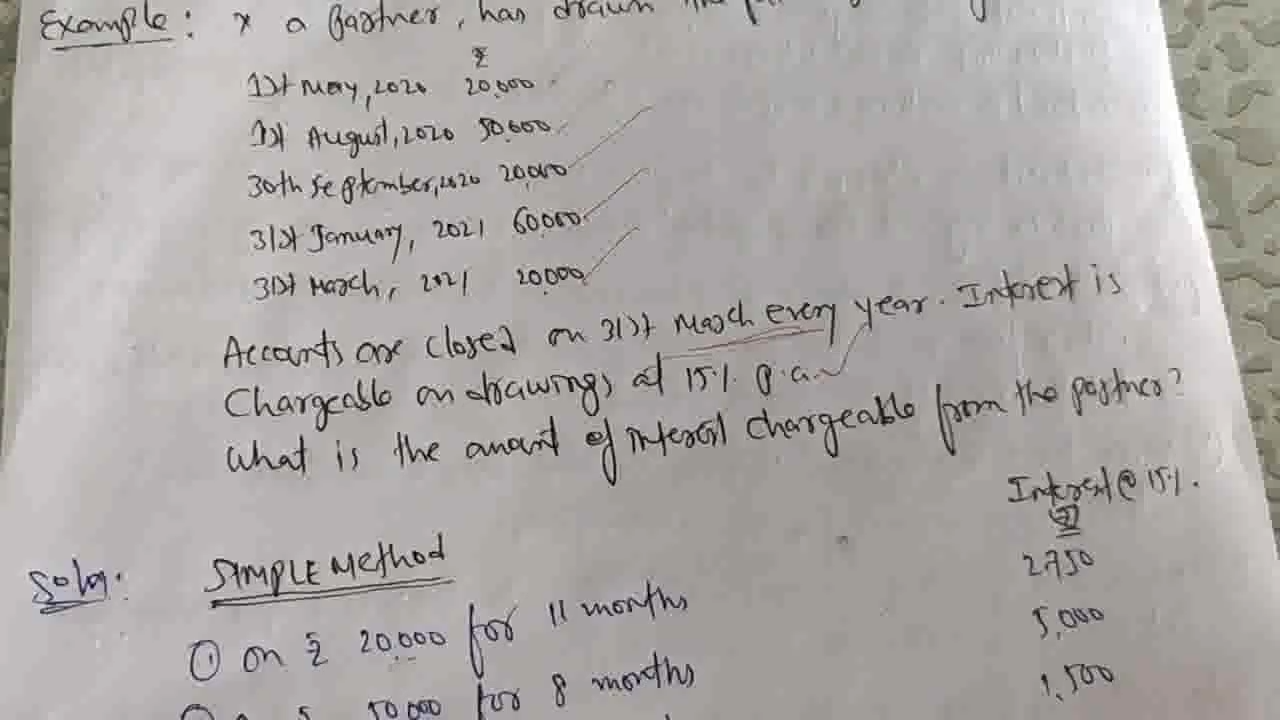 Example: x a partner, has drawn the
₹
1st May, 2020 20,000
1st August, 2020 50,000
30th September, 2020 20,000
31st January, 2021 60,000
31st March, 2021 20,000
Accounts are closed on 31st March every year. Interest is
Chargeable on drawings at 15% p.a.
What is the amount of interest chargeable from the partner?
Interest @ 15%.
₹
Soln: SIMPLE Method
① on ₹ 20,000 for 11 months 2,750
50,000 for 8 months 5,000
1,500